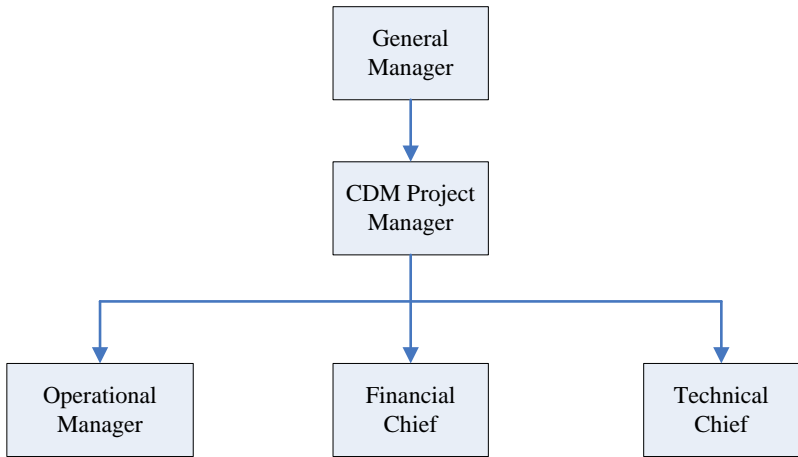 General
Manager
CDM Project
Manager
Operational
Manager
Financial
Chief
Technical
Chief